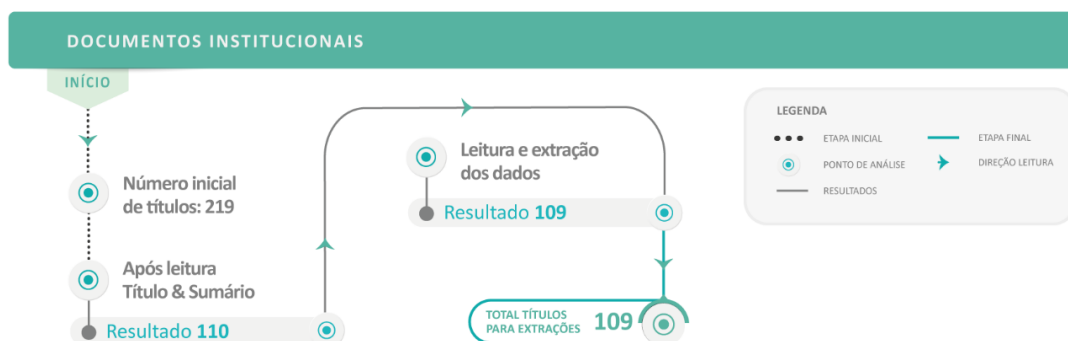 DOCUMENTOS INSTITUCIONAIS
INÍCIO
Número inicial
de títulos: 219
Após leitura
Título & Sumário
Resultado 110
Leitura e extração
dos dados
Resultado 109
TOTAL TÍTULOS
PARA EXTRAÇÕES 109
LEGENDA
ETAPA INICIAL
PONTO DE ANÁLISE
RESULTADOS
ETAPA FINAL
DIREÇÃO LEITURA